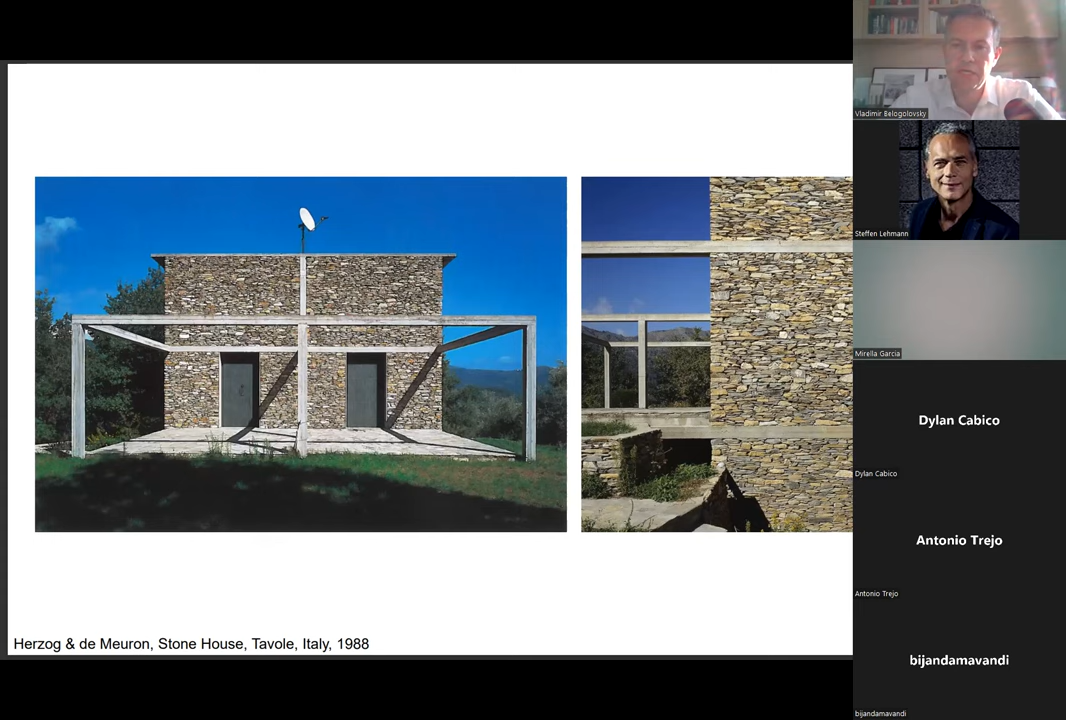 Vladimir Belogolovsky
Steffen Lehmann
Mirella Garcia
Dylan Cabico
Dylan Cabico
Antonio Trejo
Antonio Trejo
bijandamavandi
bijandamavandi
Herzog & de Meuron, Stone House, Tavole, Italy, 1988